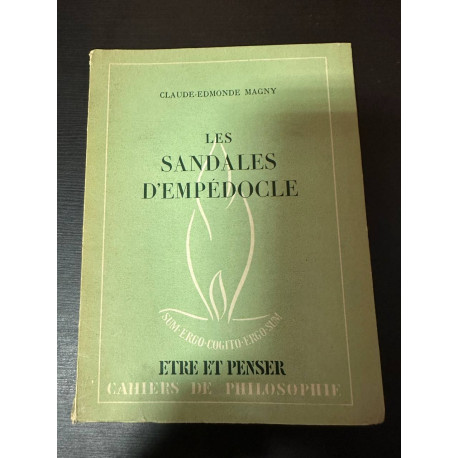 CLAUDE-EDMONDE MAGNY
LES
SANDALES
D'EMPÉDOCLE
SUM-ERGO-COGITO-ERGO-SUM
ETRE ET PENSER
CAHIERS DE PHILOSOPHIE